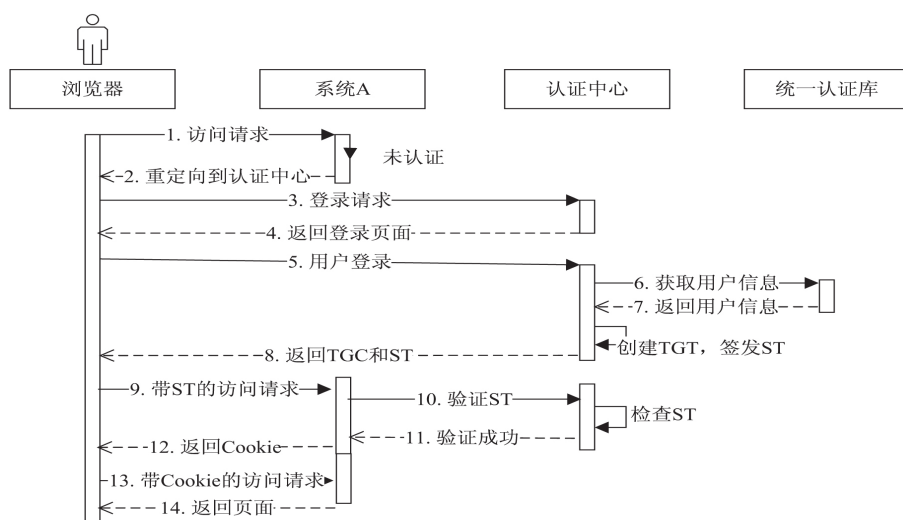 浏览器
系统A
认证中心
统一认证库
1. 访问请求
未认证
2. 重定向到认证中心
3. 登录请求
4. 返回登录页面
5. 用户登录
6. 获取用户信息
7. 返回用户信息
创建TGT，签发ST
8. 返回TGC和ST
9. 带ST的访问请求
10. 验证ST
检查ST
11. 验证成功
12. 返回Cookie
13. 带Cookie的访问请求
14. 返回页面